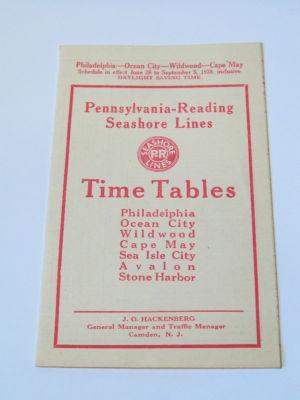 Philadelphia—Ocean City—Wildwood—Cape May
Schedule in effect June 26 to September 5, 1938, inclusive
DAYLIGHT SAVING TIME
Pennsylvania-Reading
Seashore Lines
SEASHORE
P-R
LINES
Time Tables
Philadelphia
Ocean City
Wildwood
Cape May
Sea Isle City
Avalon
Stone Harbor
J. O. HACKENBERG
General Manager and Traffic Manager
Camden, N. J.